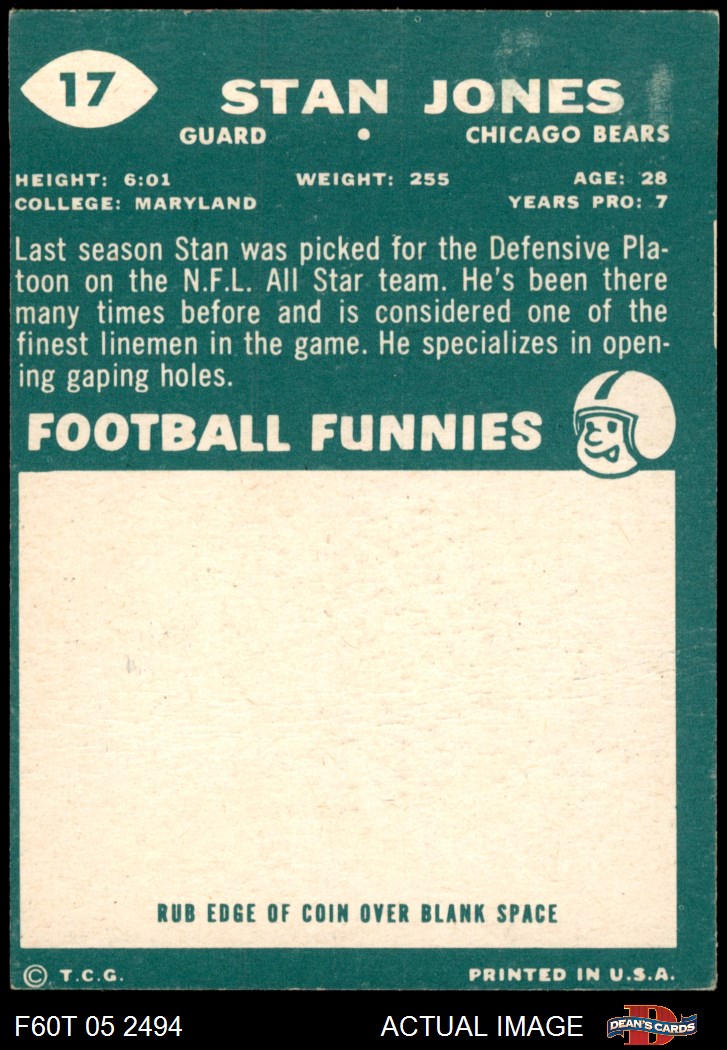 17
STAN JONES
GUARD • CHICAGO BEARS
HEIGHT: 6:01 WEIGHT: 255 AGE: 28
COLLEGE: MARYLAND YEARS PRO: 7
Last season Stan was picked for the Defensive Pla-
toon on the N.F.L. All Star team. He's been there
many times before and is considered one of the
finest linemen in the game. He specializes in open-
ing gaping holes.
FOOTBALL FUNNIES
RUB EDGE OF COIN OVER BLANK SPACE
© T.C.G. PRINTED IN U.S.A.
F60T 05 2494 ACTUAL IMAGE D DEAN'S CARDS